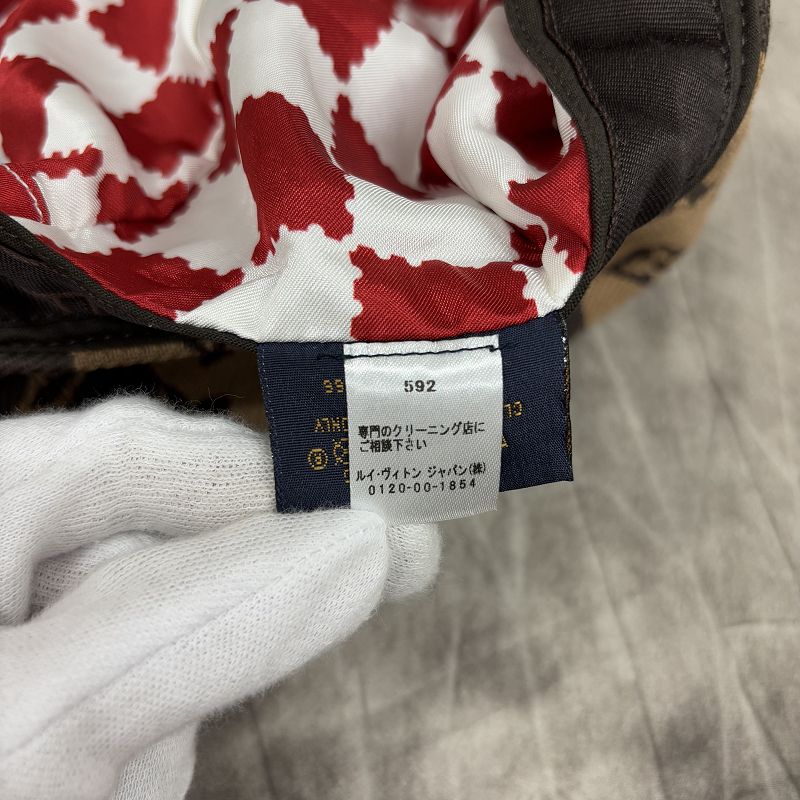 592
専門のクリーニング店に
ご相談下さい
ルイ・ヴィトン ジャパン(株)
0120-00-1854